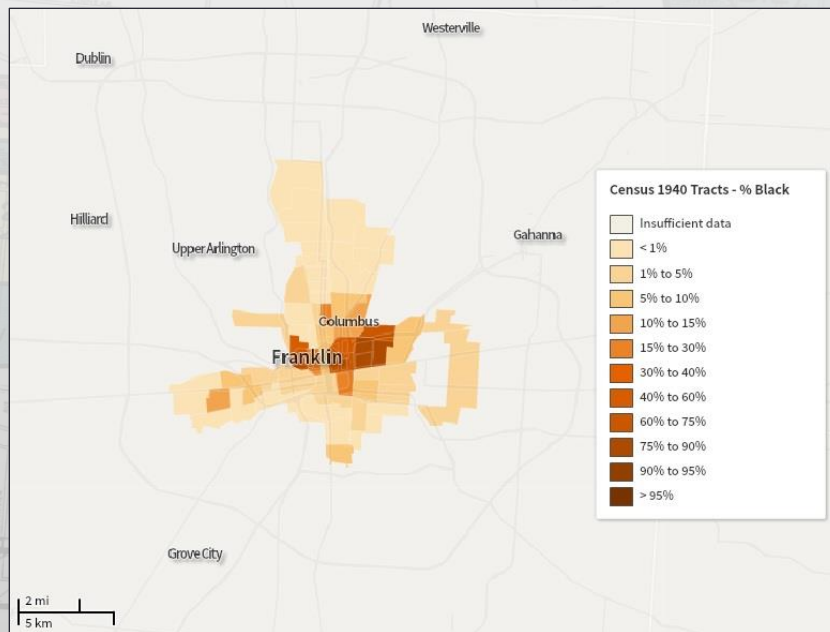 Westerville
Dublin
Hilliard
Upper Arlington
Gahanna
Columbus
Franklin
Grove City
Census 1940 Tracts - % Black
Insufficient data
< 1%
1% to 5%
5% to 10%
10% to 15%
15% to 30%
30% to 40%
40% to 60%
60% to 75%
75% to 90%
90% to 95%
> 95%
2 mi
5 km